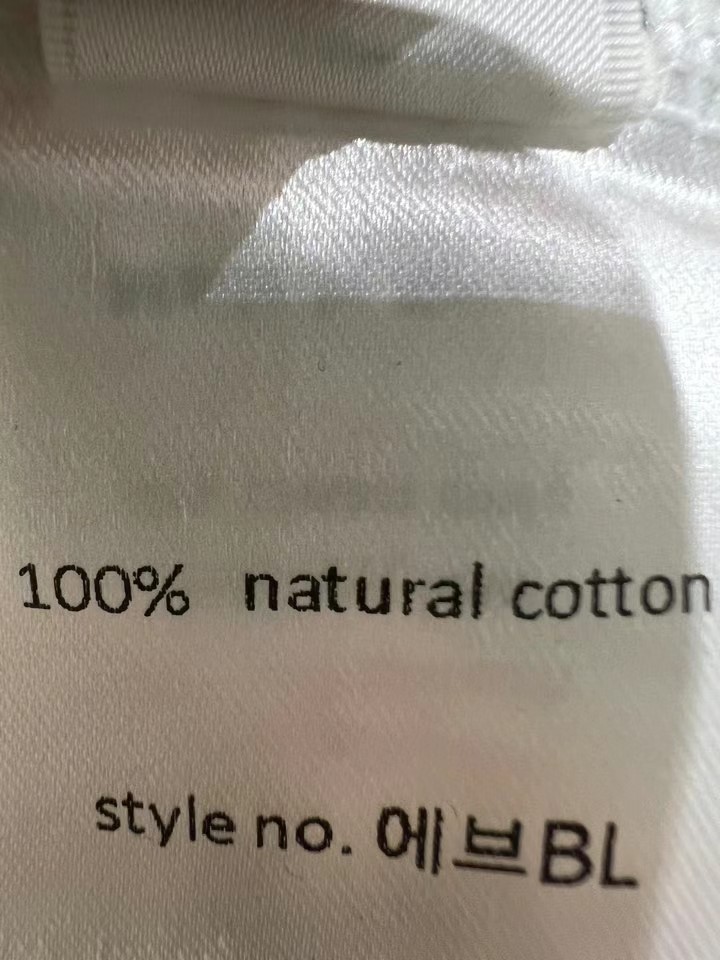 100% natural cotton
style no. 에브BL